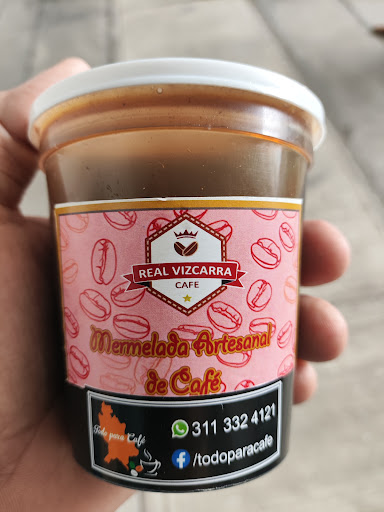 REAL VIZCARRA
CAFE
Mermelada Artesanal
de Café
Todo para Café
311 332 4121
/todoparacafe